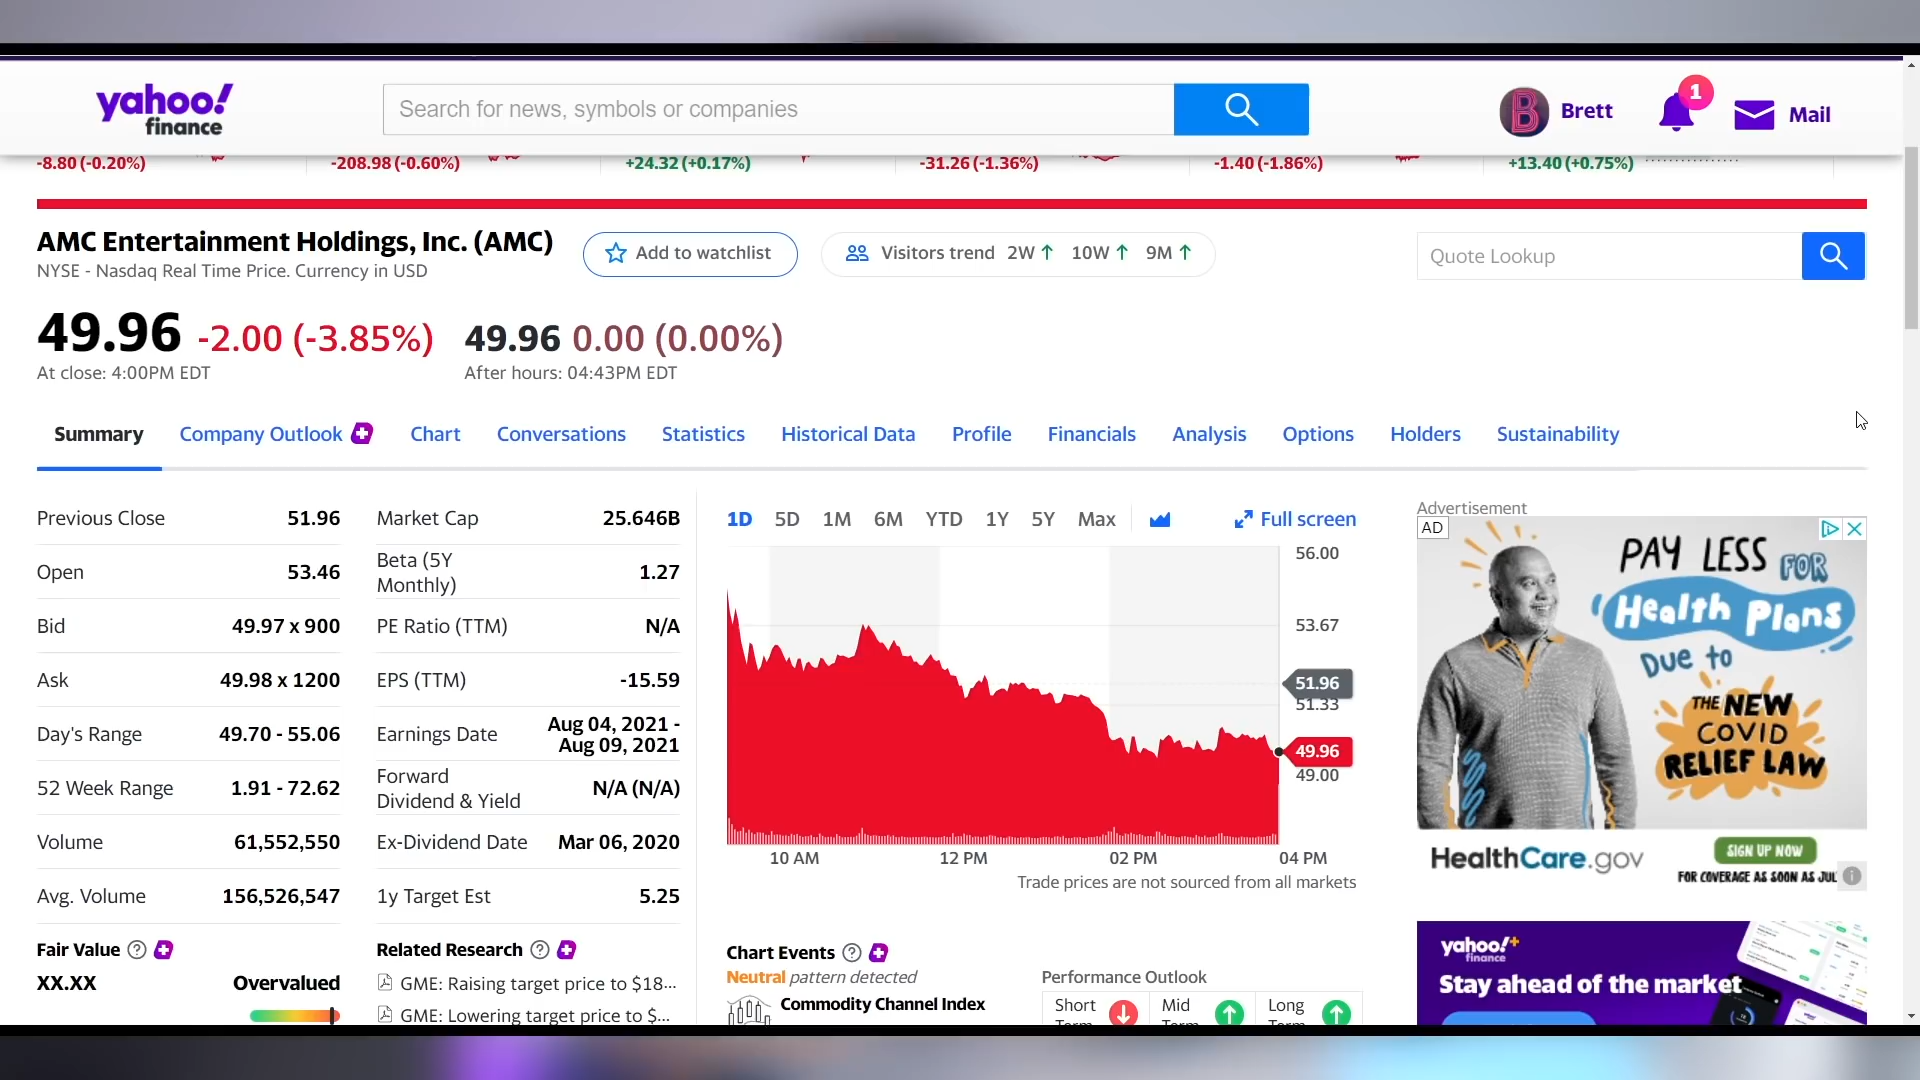 yahoo!
finance
Search for news, symbols or companies
Brett
1
Mail
-8.80 (-0.20%)
-208.98 (-0.60%)
+24.32 (+0.17%)
-31.26 (-1.36%)
-1.40 (-1.86%)
+13.40 (+0.75%)
AMC Entertainment Holdings, Inc. (AMC)
NYSE - Nasdaq Real Time Price. Currency in USD
Add to watchlist
Visitors trend 2W ↑ 10W ↑ 9M ↑
Quote Lookup
49.96 -2.00 (-3.85%)
At close: 4:00PM EDT
49.96 0.00 (0.00%)
After hours: 04:43PM EDT
Summary
Company Outlook
Chart
Conversations
Statistics
Historical Data
Profile
Financials
Analysis
Options
Holders
Sustainability
Previous Close 51.96
Open 53.46
Bid 49.97 x 900
Ask 49.98 x 1200
Day's Range 49.70 - 55.06
52 Week Range 1.91 - 72.62
Volume 61,552,550
Avg. Volume 156,526,547
Market Cap 25.646B
Beta (5Y
Monthly) 1.27
PE Ratio (TTM) N/A
EPS (TTM) -15.59
Earnings Date Aug 04, 2021 -
Aug 09, 2021
Forward
Dividend & Yield N/A (N/A)
Ex-Dividend Date Mar 06, 2020
1y Target Est 5.25
Fair Value
XX.XX Overvalued
Related Research
GME: Raising target price to $18...
GME: Lowering target price to $...
1D 5D 1M 6M YTD 1Y 5Y Max
Full screen
56.00
53.67
51.96
51.33
49.96
49.00
10 AM 12 PM 02 PM 04 PM
Trade prices are not sourced from all markets
Chart Events
Neutral pattern detected
Commodity Channel Index
Performance Outlook
Short
Term
Mid
Term
Long
Term
Advertisement
AD
PAY LESS FOR
Health Plans
Due to
THE NEW
COVID
RELIEF LAW
HealthCare.gov
SIGN UP NOW
FOR COVERAGE AS SOON AS JUL
yahoo!+
finance
Stay ahead of the market